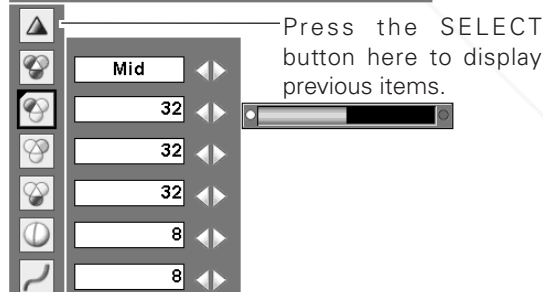 Press the SELECT
button here to display
previous items.
Mid
32
32
32
8
8